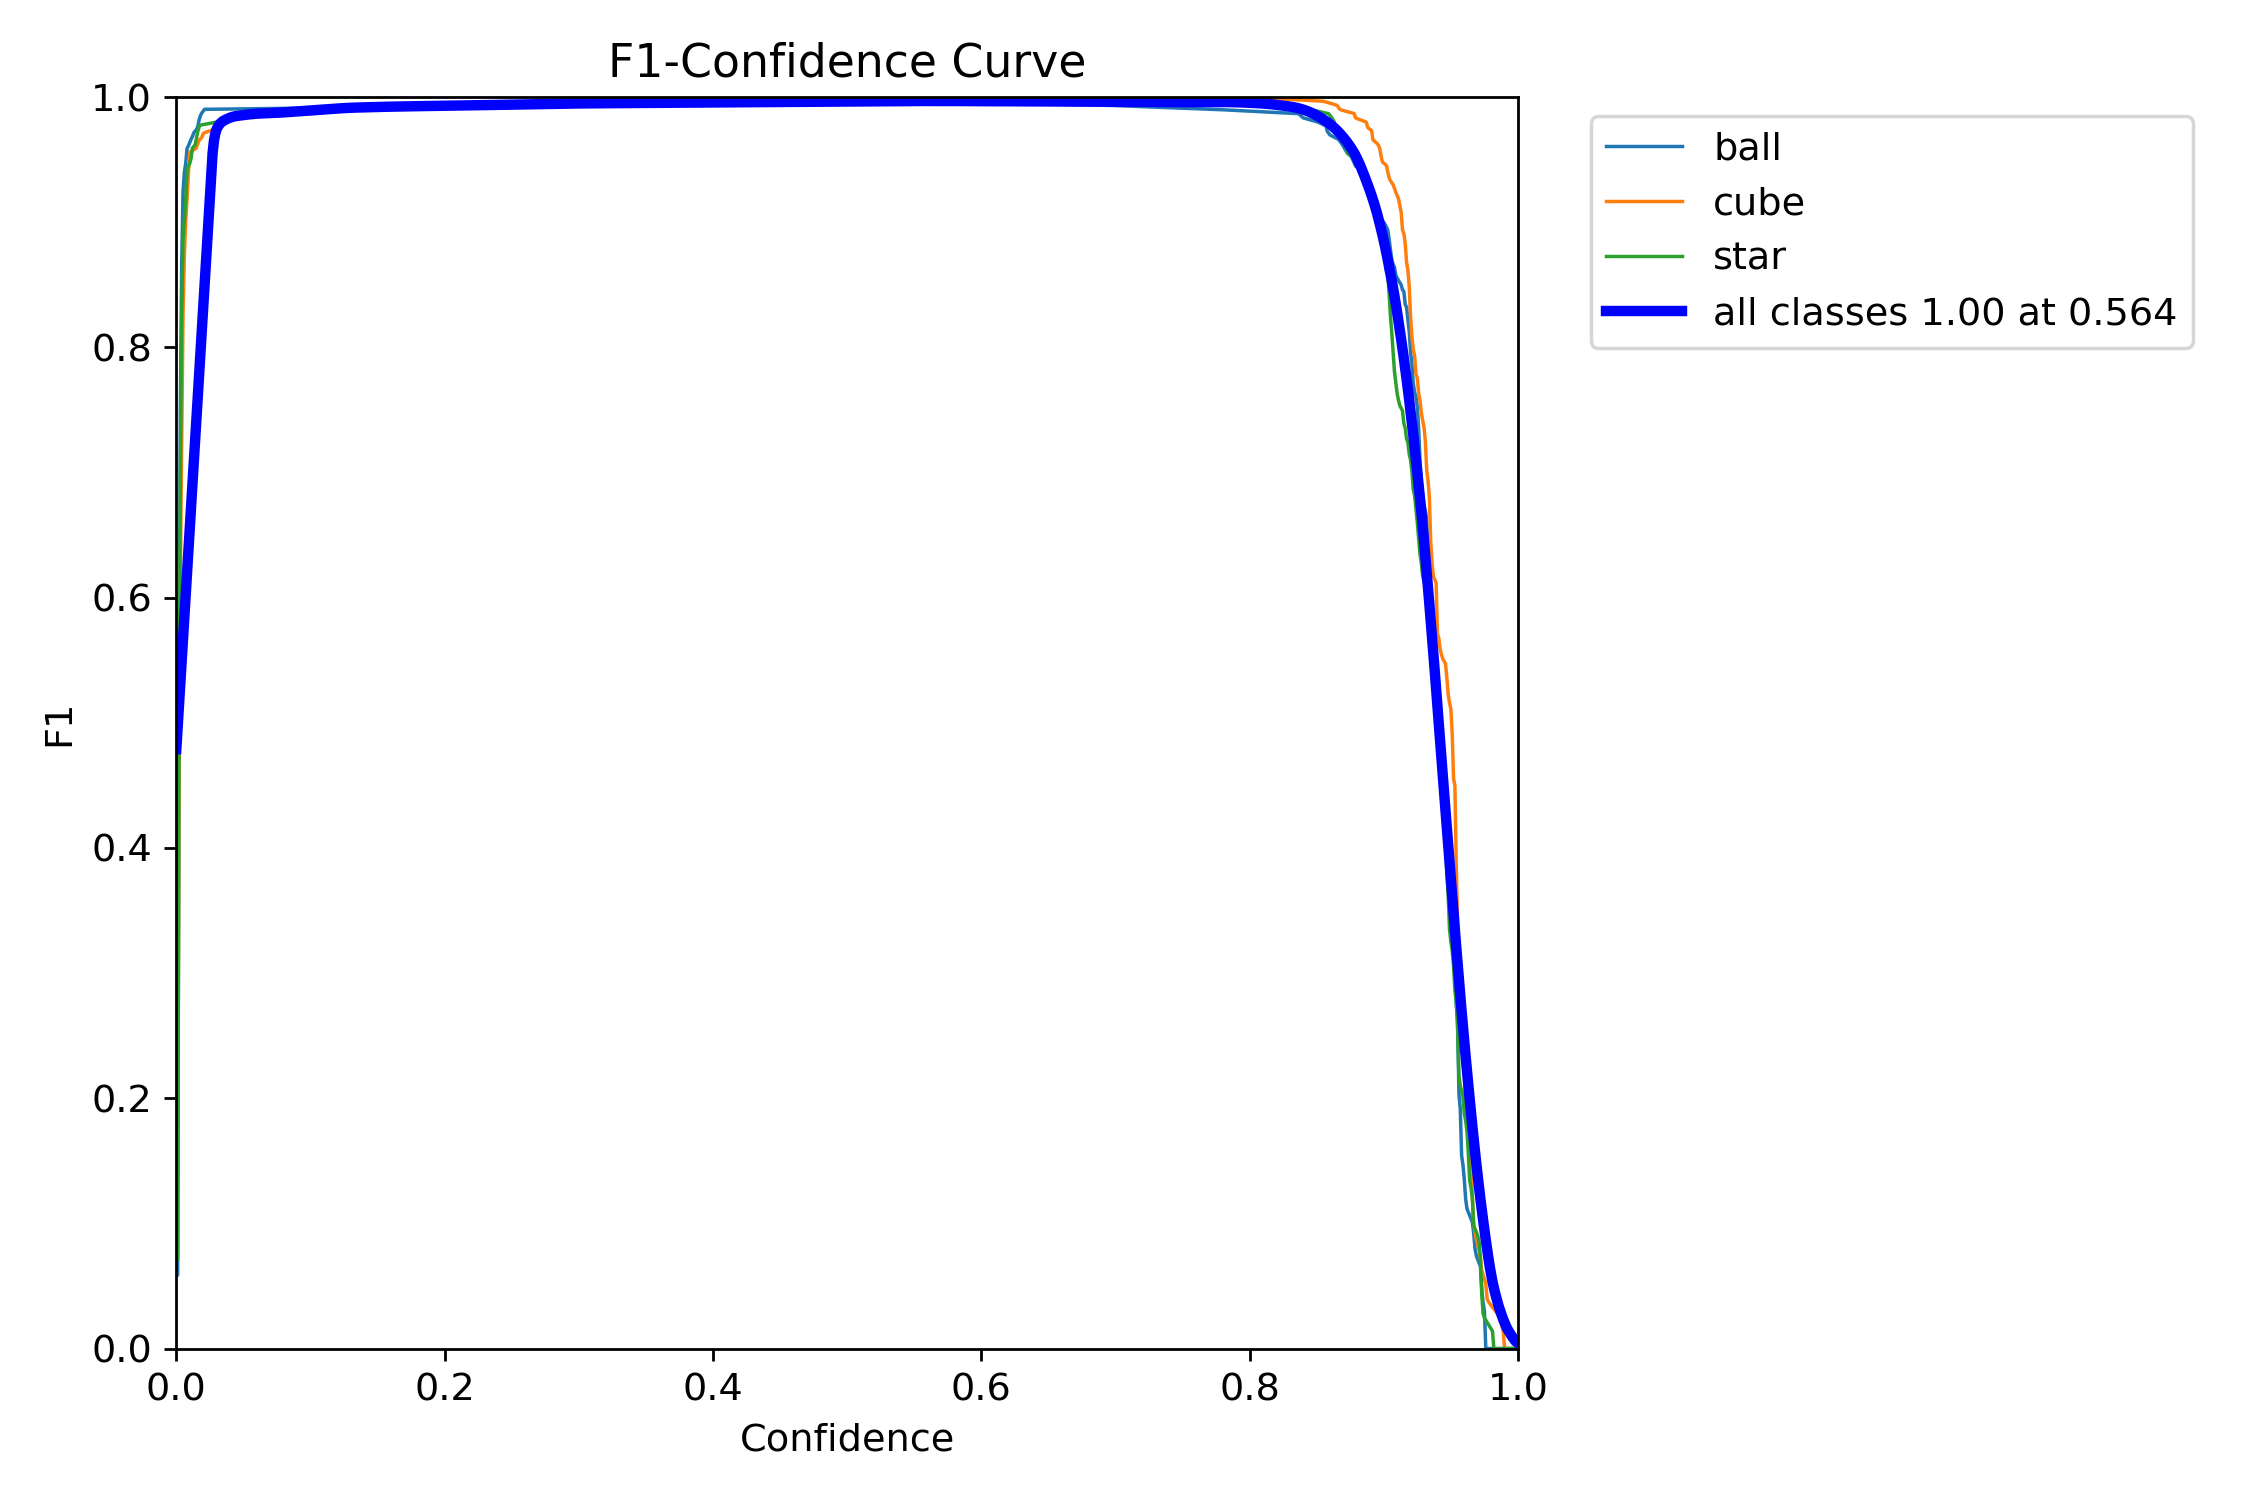 F1-Confidence Curve
1.0
0.8
0.6
0.4
0.2
0.0
F1
0.0 0.2 0.4 0.6 0.8 1.0
Confidence
ball
cube
star
all classes 1.00 at 0.564